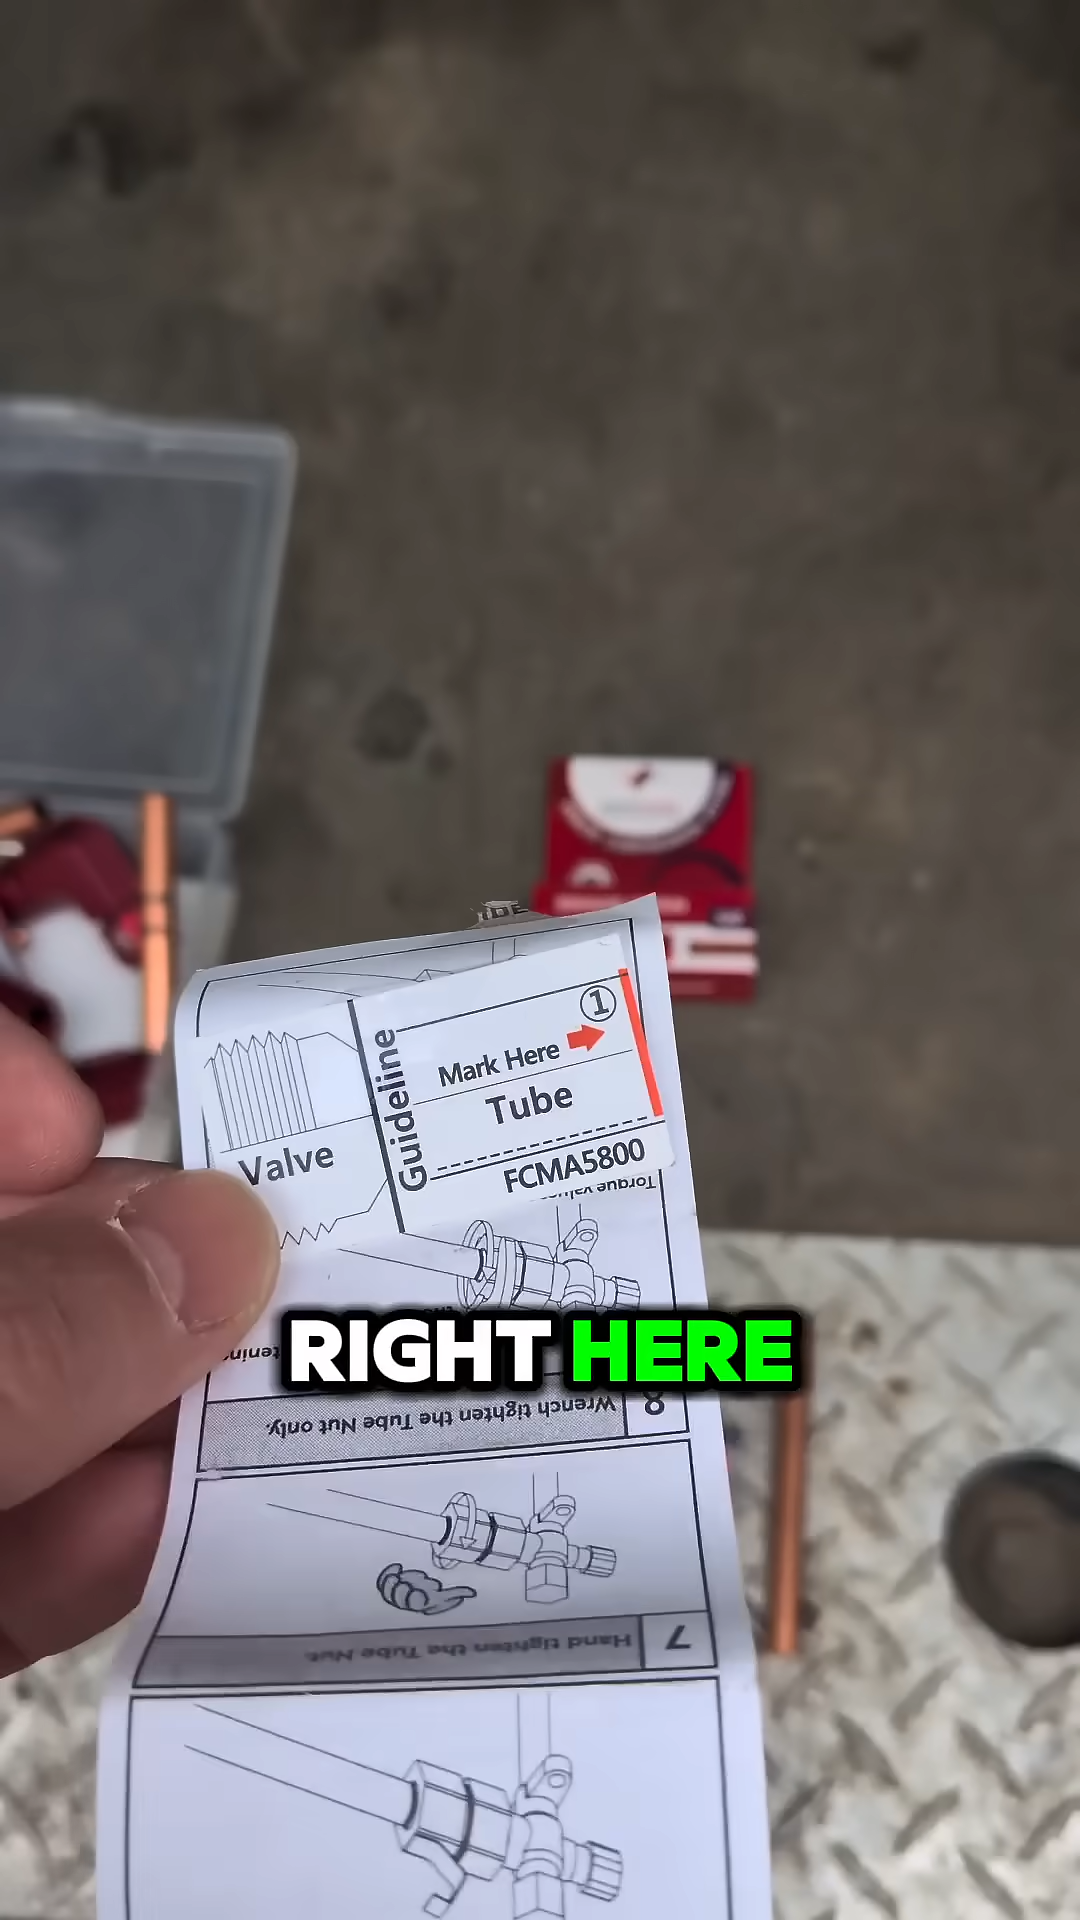 IDE
1
Mark Here
Guideline
Tube
Valve
FCMA5800
Torque
RIGHT HERE
8
Wrench tighten the Tube Nut only.
7
Hand tighten the Tube Nut.